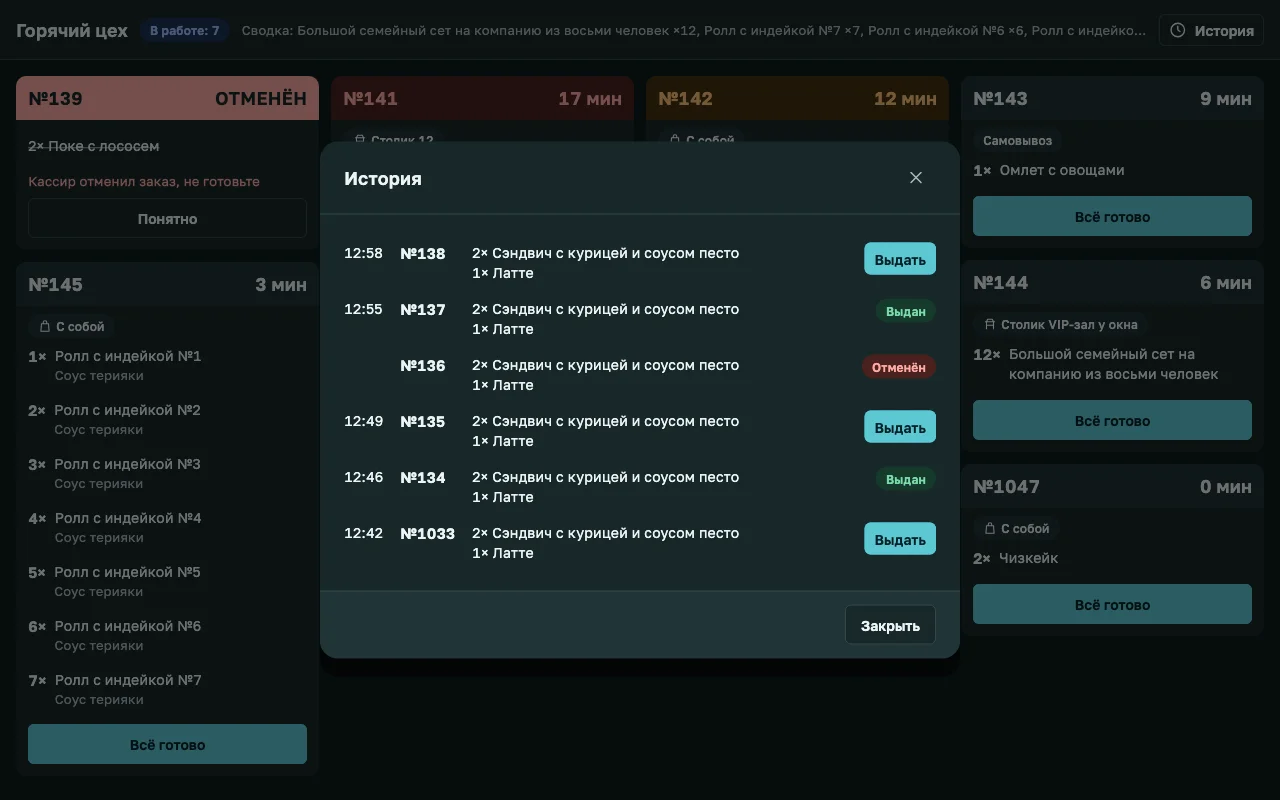 Горячий цех
В работе: 7
Сводка: Большой семейный сет на компанию из восьми человек ×12, Ролл с индейкой №7 ×7, Ролл с индейкой №6 ×6, Ролл с индейко...
История
№139 ОТМЕНЁН
2× Поке с лососем
Кассир отменил заказ, не готовьте
Понятно
№141 17 мин
Столик 12
№142 12 мин
С собой
№143 9 мин
Самовывоз
1× Омлет с овощами
Всё готово
№145 3 мин
С собой
1× Ролл с индейкой №1
Соус терияки
2× Ролл с индейкой №2
Соус терияки
3× Ролл с индейкой №3
Соус терияки
4× Ролл с индейкой №4
Соус терияки
5× Ролл с индейкой №5
Соус терияки
6× Ролл с индейкой №6
Соус терияки
7× Ролл с индейкой №7
Соус терияки
Всё готово
№144 6 мин
Столик VIP-зал у окна
12× Большой семейный сет на
компанию из восьми человек
Всё готово
№1047 0 мин
С собой
2× Чизкейк
Всё готово
История
12:58 №138 2× Сэндвич с курицей и соусом песто
1× Латте
Выдать
12:55 №137 2× Сэндвич с курицей и соусом песто
1× Латте
Выдан
№136 2× Сэндвич с курицей и соусом песто
1× Латте
Отменён
12:49 №135 2× Сэндвич с курицей и соусом песто
1× Латте
Выдать
12:46 №134 2× Сэндвич с курицей и соусом песто
1× Латте
Выдан
12:42 №1033 2× Сэндвич с курицей и соусом песто
1× Латте
Выдать
Закрыть